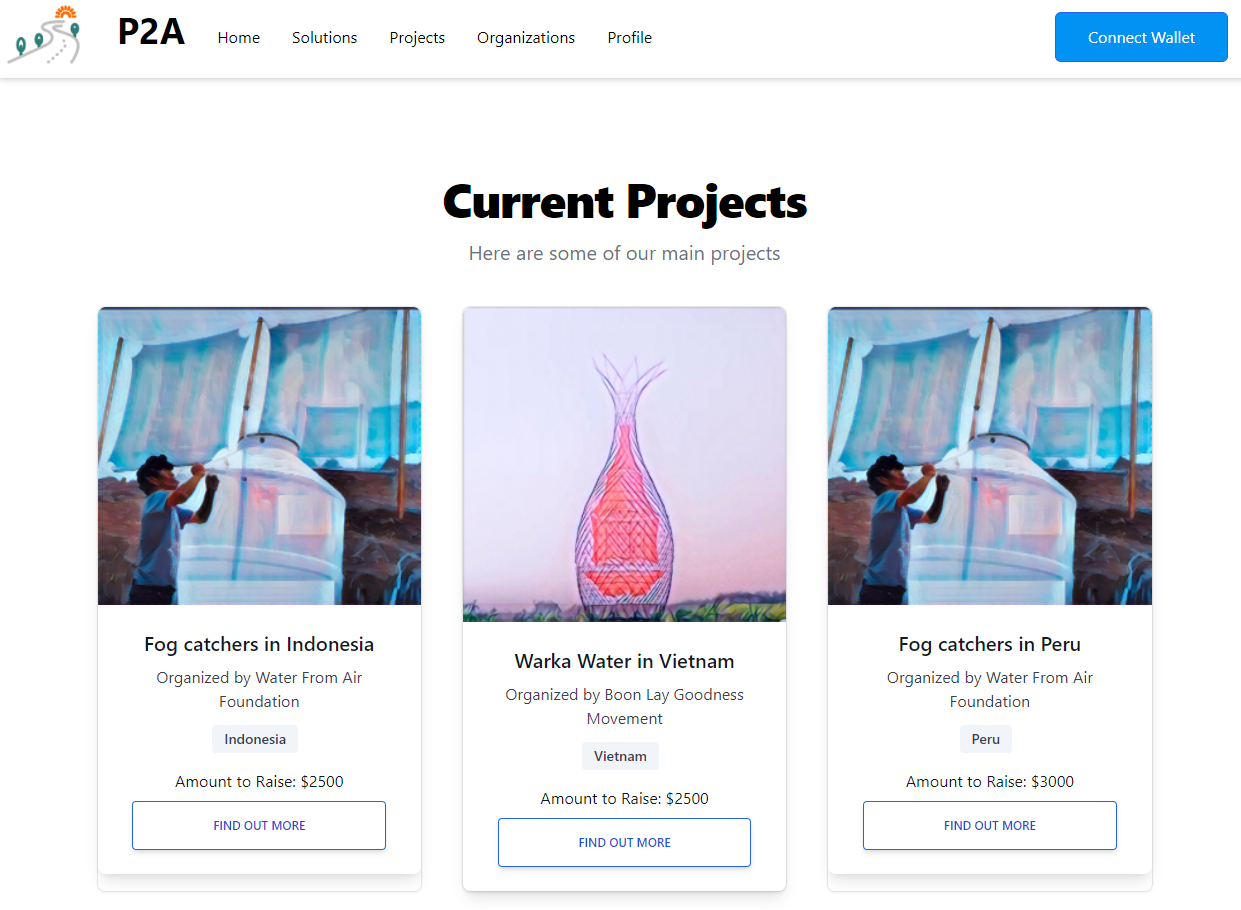 P2A
Home
Solutions
Projects
Organizations
Profile
Connect Wallet
Current Projects
Here are some of our main projects
Fog catchers in Indonesia
Organized by Water From Air
Foundation
Indonesia
Amount to Raise: $2500
FIND OUT MORE
Warka Water in Vietnam
Organized by Boon Lay Goodness
Movement
Vietnam
Amount to Raise: $2500
FIND OUT MORE
Fog catchers in Peru
Organized by Water From Air
Foundation
Peru
Amount to Raise: $3000
FIND OUT MORE